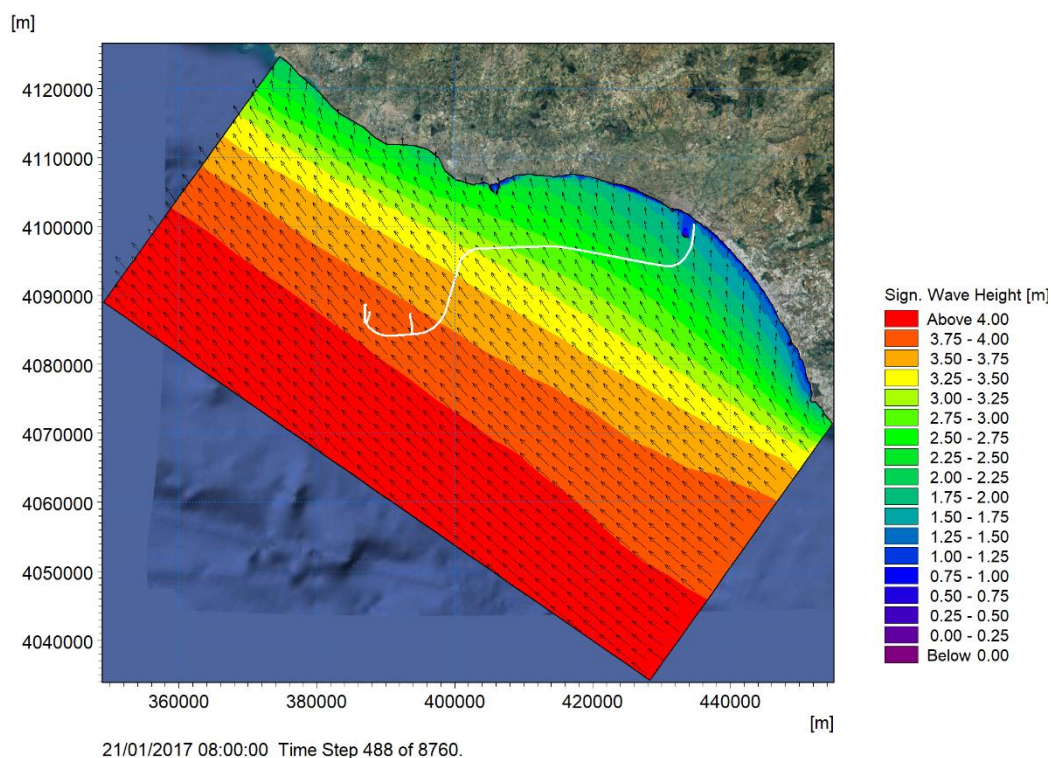 [m]
4120000
4110000
4100000
4090000
4080000
4070000
4060000
4050000
4040000
360000 380000 400000 420000 440000
[m]
Sign. Wave Height [m]
Above 4.00
3.75 - 4.00
3.50 - 3.75
3.25 - 3.50
3.00 - 3.25
2.75 - 3.00
2.50 - 2.75
2.25 - 2.50
2.00 - 2.25
1.75 - 2.00
1.50 - 1.75
1.25 - 1.50
1.00 - 1.25
0.75 - 1.00
0.50 - 0.75
0.25 - 0.50
0.00 - 0.25
Below 0.00
21/01/2017 08:00:00 Time Step 488 of 8760.